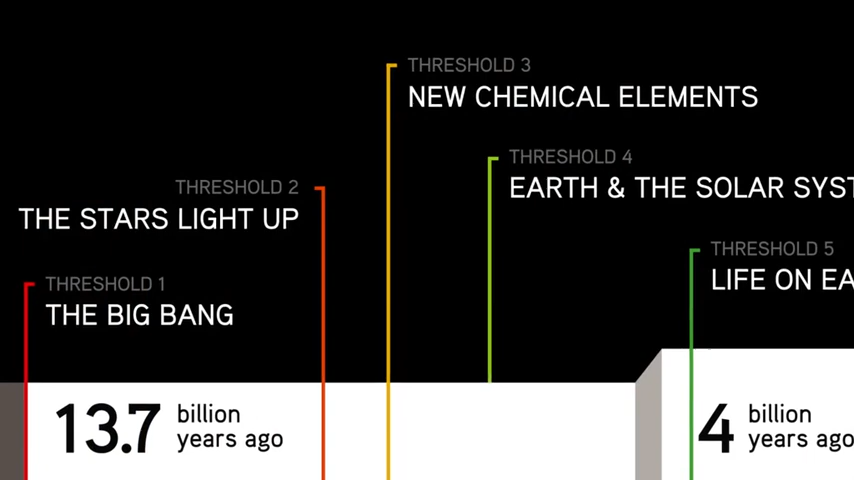 THRESHOLD 3
NEW CHEMICAL ELEMENTS
THRESHOLD 4
EARTH & THE SOLAR SYST
THRESHOLD 2
THE STARS LIGHT UP
THRESHOLD 5
LIFE ON EA
THRESHOLD 1
THE BIG BANG
13.7 billion years ago
4 billion years ago